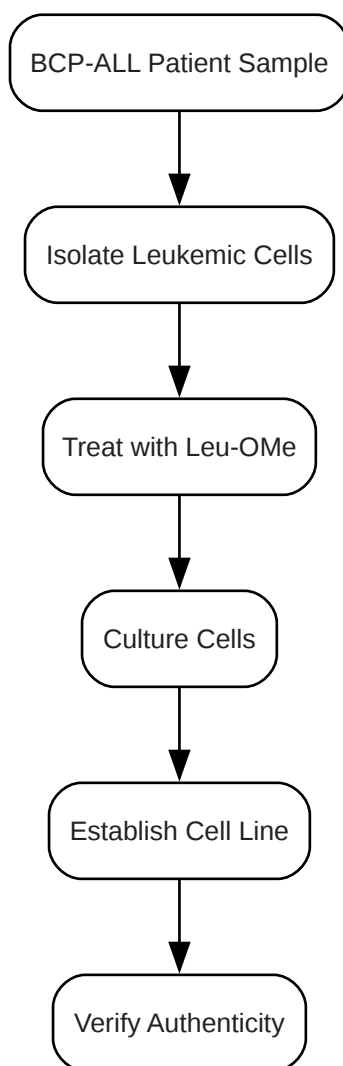 BCP-ALL Patient Sample
Isolate Leukemic Cells
Treat with Leu-OMe
Culture Cells
Establish Cell Line
Verify Authenticity